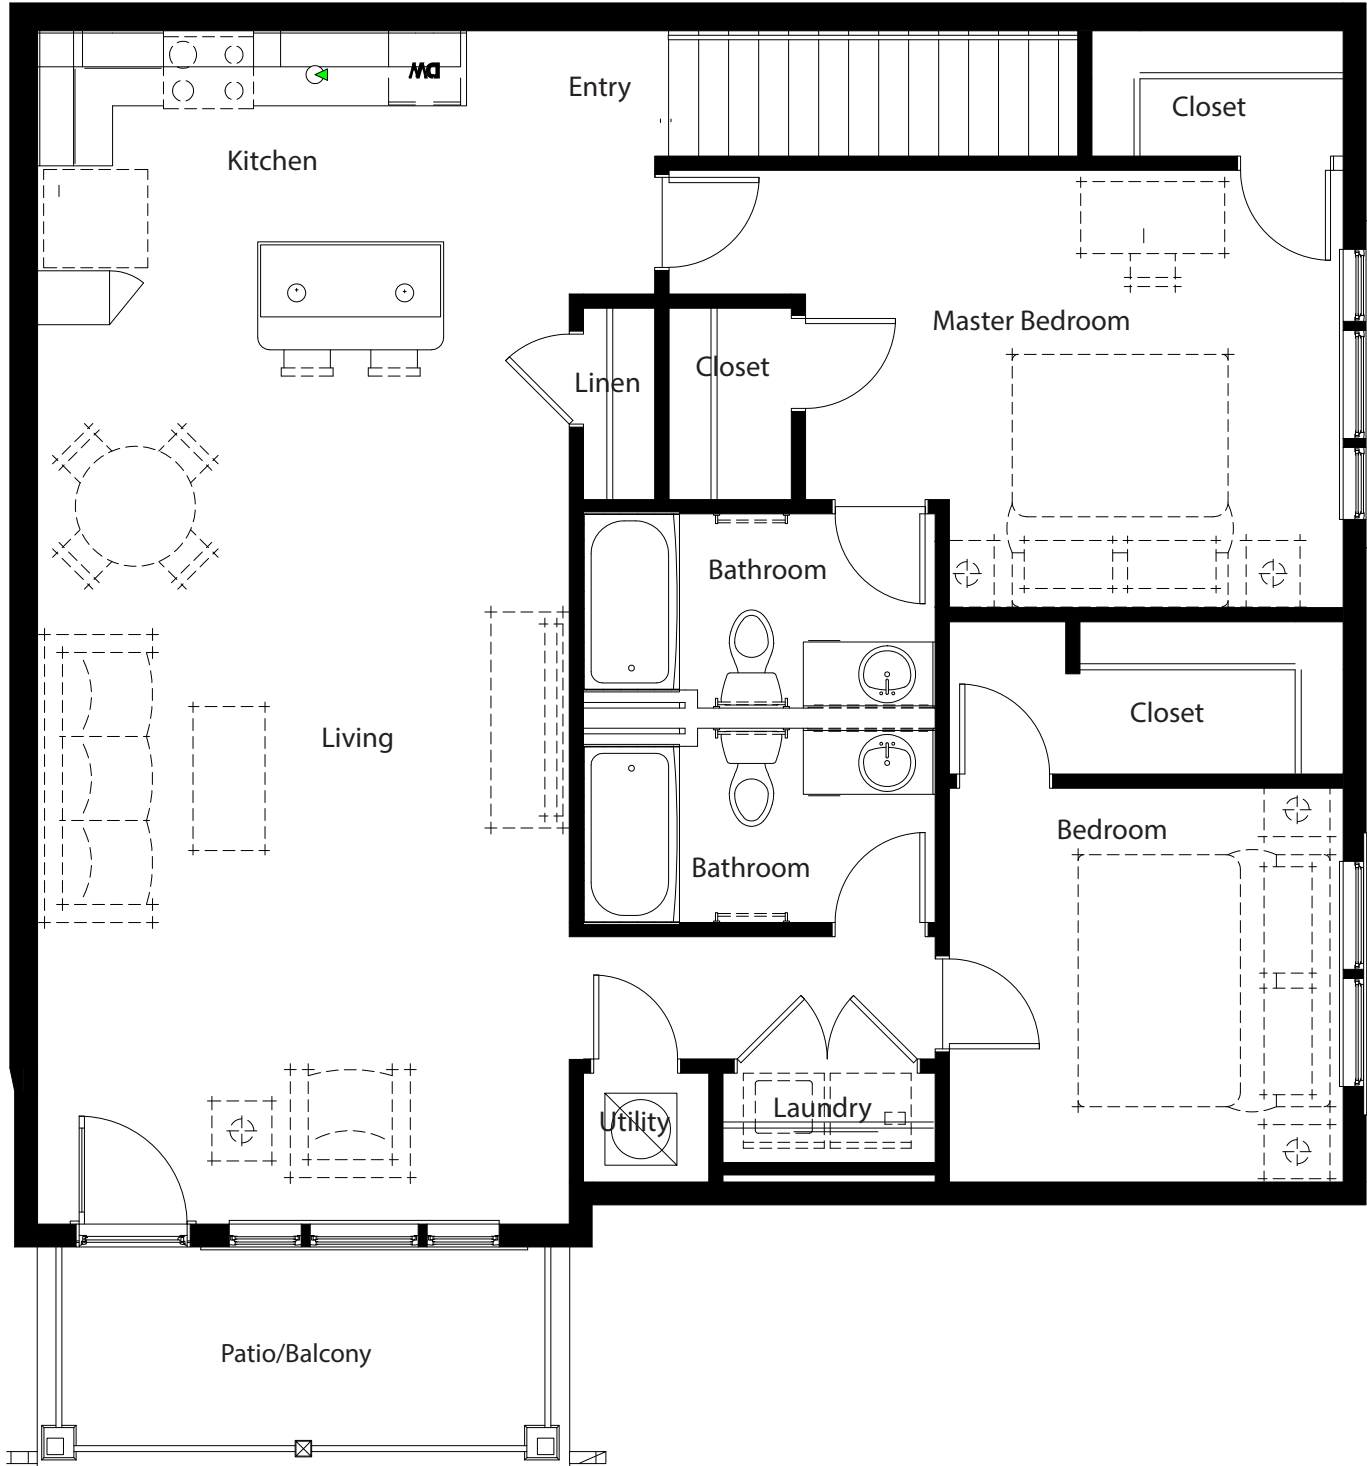 Entry
DW
Closet
Kitchen
Master Bedroom
Closet
Linen
Bathroom
Closet
Living
Bedroom
Bathroom
Laundry
Utility
Patio/Balcony